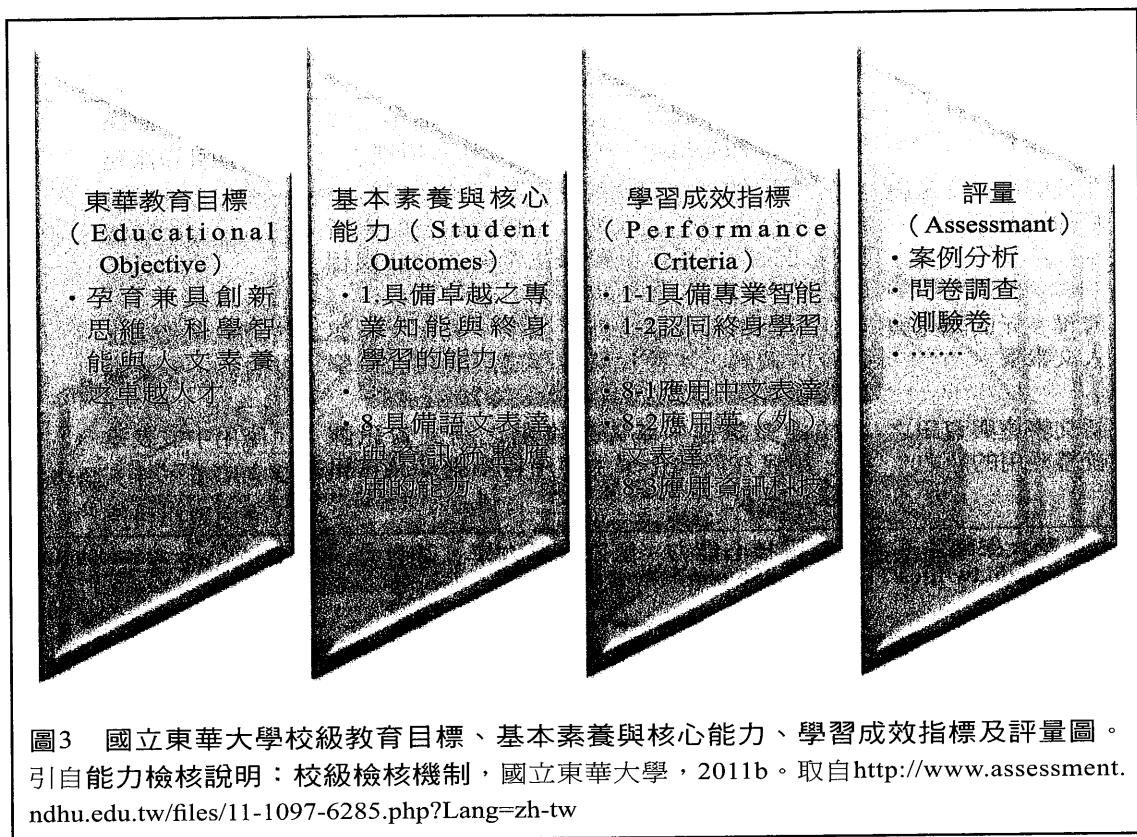 東華教育目標
（Educational
Objective）
·孕育兼具創新
思維、科學智
能與人文素養
之卓越人才
基本素養與核心
能力（Student
Outcomes）
·1.具備卓越之專
業知能與終身
學習的能力
·
·8.具備語文表達
與資訊統整應
用的能力
學習成效指標
（Performance
Criteria）
·1-1具備專業智能
·1-2認同終身學習
·
·8-1應用中文表達
·8-2應用英（外）
文表達
·8-3應用資訊科技
評量
（Assessmant）
·案例分析
·問卷調查
·測驗卷
·……
圖3　國立東華大學校級教育目標、基本素養與核心能力、學習成效指標及評量圖。
引自能力檢核說明：校級檢核機制，國立東華大學，2011b。取自http://www.assessment.
ndhu.edu.tw/files/11-1097-6285.php?Lang=zh-tw